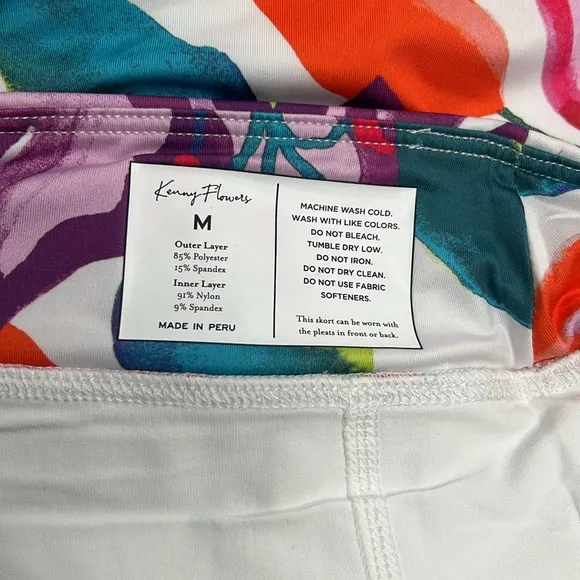 Kenny Flowers
M
Outer Layer
85% Polyester
15% Spandex
Inner Layer
91% Nylon
9% Spandex
MADE IN PERU
MACHINE WASH COLD.
WASH WITH LIKE COLORS.
DO NOT BLEACH.
TUMBLE DRY LOW.
DO NOT IRON.
DO NOT DRY CLEAN.
DO NOT USE FABRIC
SOFTENERS.
This skort can be worn with
the pleats in front or back.